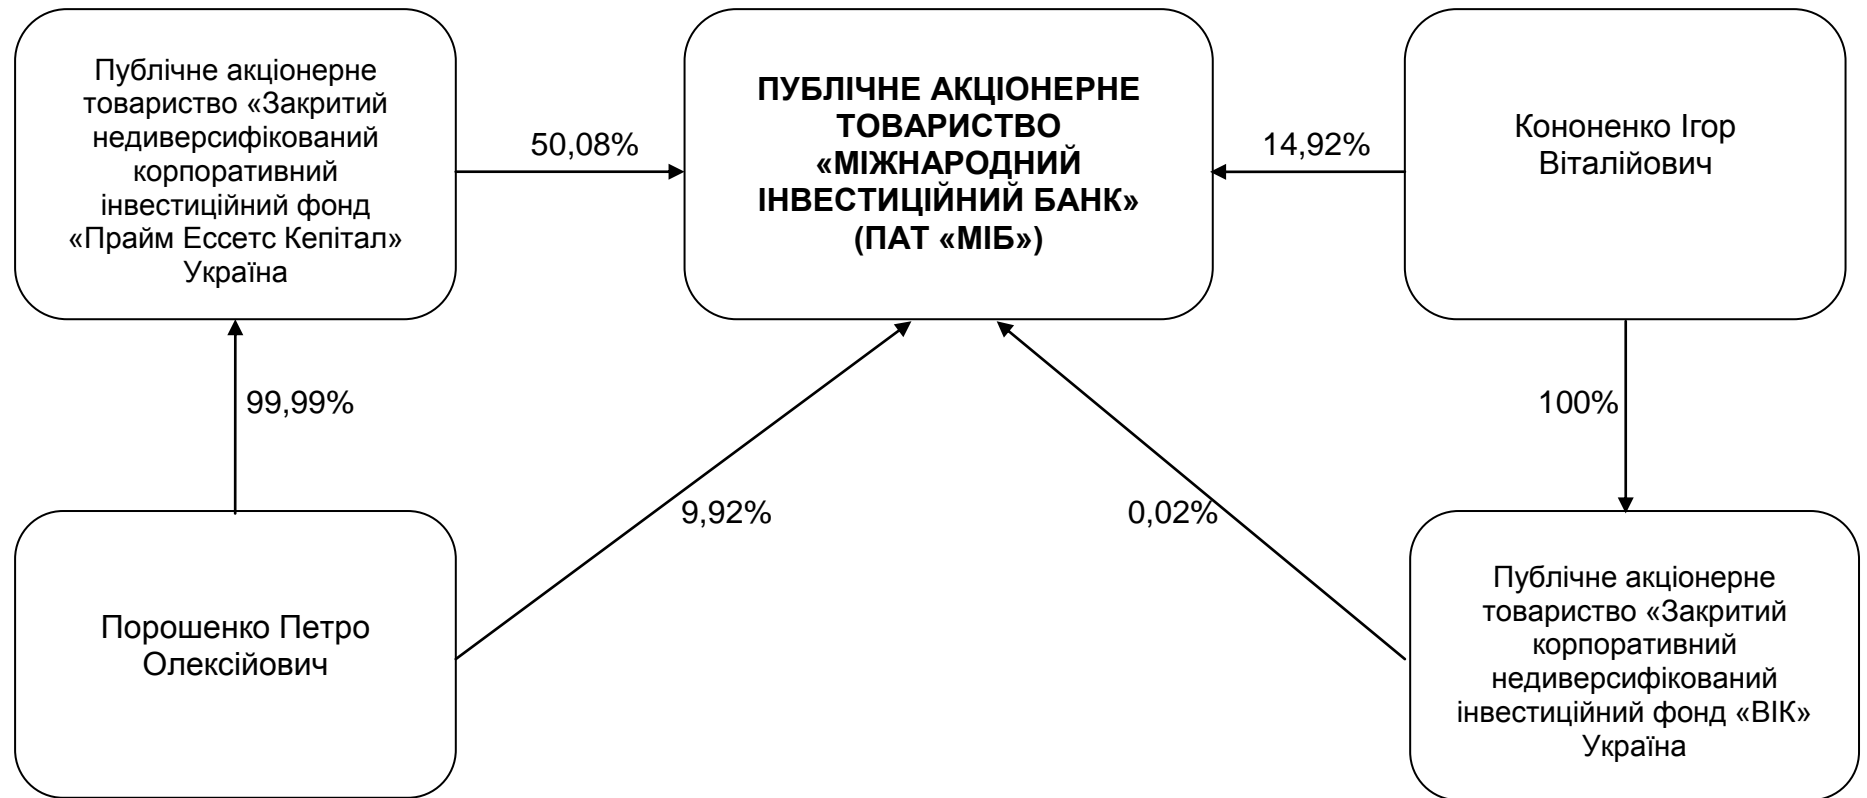 Публічне акціонерне
товариство «Закритий
недиверсифікований
корпоративний
інвестиційний фонд
«Прайм Ессетс Кепітал»
Україна
50,08%
ПУБЛІЧНЕ АКЦІОНЕРНЕ
ТОВАРИСТВО
«МІЖНАРОДНИЙ
ІНВЕСТИЦІЙНИЙ БАНК»
(ПАТ «МІБ»)
14,92%
Кононенко Ігор
Віталійович
99,99%
100%
9,92%
0,02%
Порошенко Петро
Олексійович
Публічне акціонерне
товариство «Закритий
корпоративний
недиверсифікований
інвестиційний фонд «ВІК»
Україна